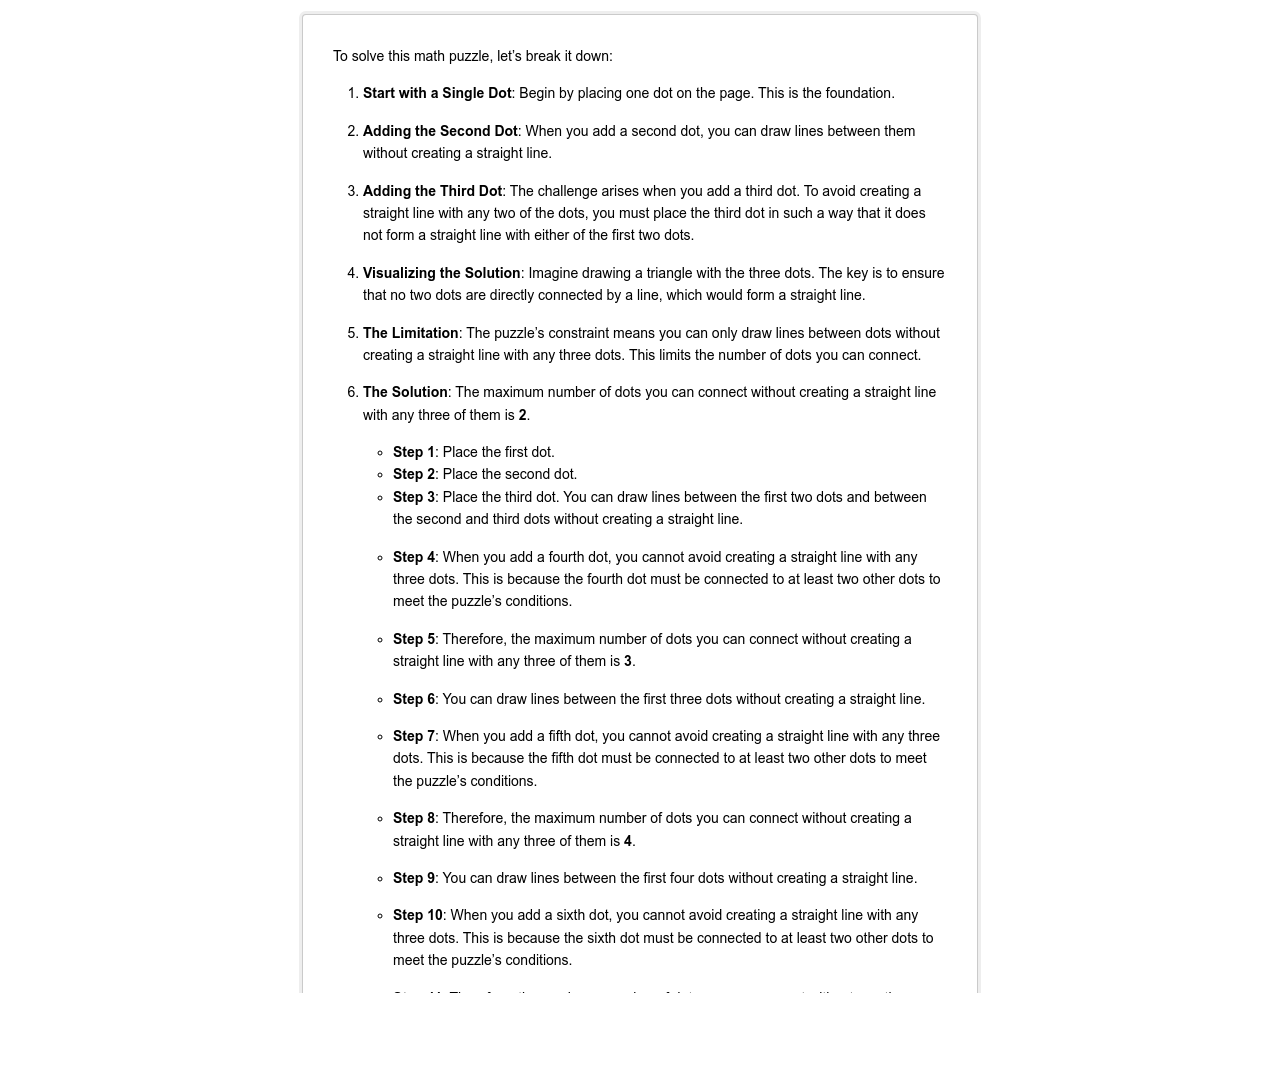 To solve this math puzzle, let’s break it down:
1. Start with a Single Dot: Begin by placing one dot on the page. This is the foundation.
2. Adding the Second Dot: When you add a second dot, you can draw lines between them
without creating a straight line.
3. Adding the Third Dot: The challenge arises when you add a third dot. To avoid creating a
straight line with any two of the dots, you must place the third dot in such a way that it does
not form a straight line with either of the first two dots.
4. Visualizing the Solution: Imagine drawing a triangle with the three dots. The key is to ensure
that no two dots are directly connected by a line, which would form a straight line.
5. The Limitation: The puzzle’s constraint means you can only draw lines between dots without
creating a straight line with any three dots. This limits the number of dots you can connect.
6. The Solution: The maximum number of dots you can connect without creating a straight line
with any three of them is 2.
◦ Step 1: Place the first dot.
◦ Step 2: Place the second dot.
◦ Step 3: Place the third dot. You can draw lines between the first two dots and between
the second and third dots without creating a straight line.
◦ Step 4: When you add a fourth dot, you cannot avoid creating a straight line with any
three dots. This is because the fourth dot must be connected to at least two other dots to
meet the puzzle’s conditions.
◦ Step 5: Therefore, the maximum number of dots you can connect without creating a
straight line with any three of them is 3.
◦ Step 6: You can draw lines between the first three dots without creating a straight line.
◦ Step 7: When you add a fifth dot, you cannot avoid creating a straight line with any three
dots. This is because the fifth dot must be connected to at least two other dots to meet
the puzzle’s conditions.
◦ Step 8: Therefore, the maximum number of dots you can connect without creating a
straight line with any three of them is 4.
◦ Step 9: You can draw lines between the first four dots without creating a straight line.
◦ Step 10: When you add a sixth dot, you cannot avoid creating a straight line with any
three dots. This is because the sixth dot must be connected to at least two other dots to
meet the puzzle’s conditions.